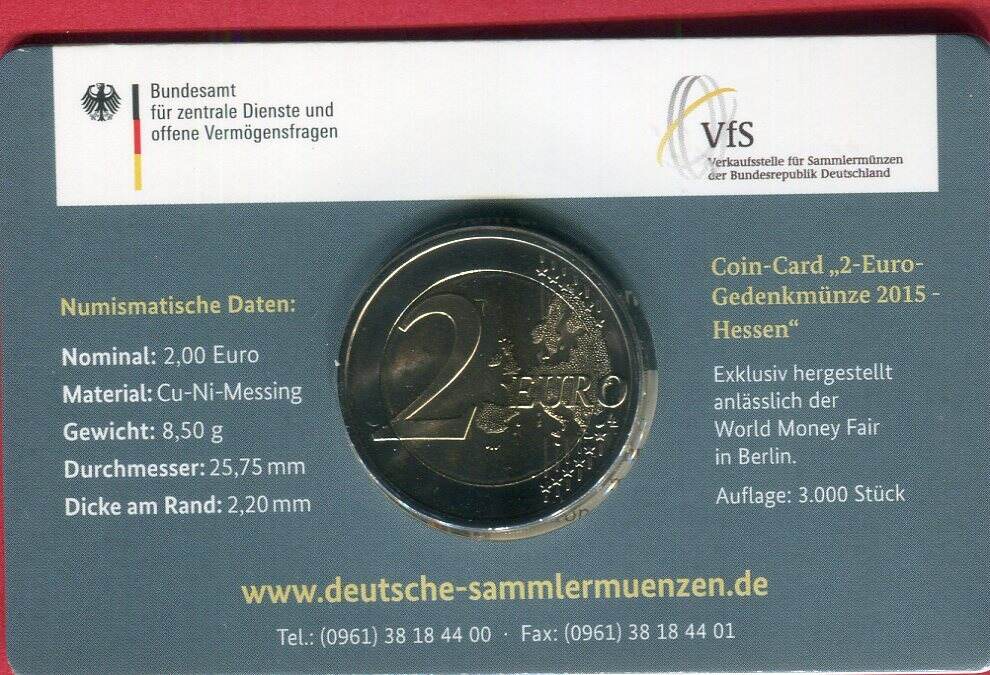 Bundesamt
für zentrale Dienste und
offene Vermögensfragen
VfS
Verkaufsstelle für Sammlermünzen
der Bundesrepublik Deutschland
Numismatische Daten:
Nominal: 2,00 Euro
Material: Cu-Ni-Messing
Gewicht: 8,50 g
Durchmesser: 25,75 mm
Dicke am Rand: 2,20 mm
2 EURO
Coin-Card „2-Euro-
Gedenkmünze 2015 -
Hessen“
Exklusiv hergestellt
anlässlich der
World Money Fair
in Berlin.
Auflage: 3.000 Stück
www.deutsche-sammlermuenzen.de
Tel.: (0961) 38 18 44 00 · Fax: (0961) 38 18 44 01